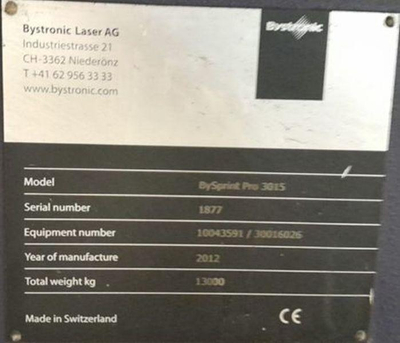 Bystronic Laser AG
Industriestrasse 21
CH-3362 Niederönz
T +41 62 956 33 33
www.bystronic.com
Bystronic
Model BySprint Pro 3015
Serial number 1877
Equipment number 10043591 / 30016026
Year of manufacture 2012
Total weight kg 13000
Made in Switzerland CE